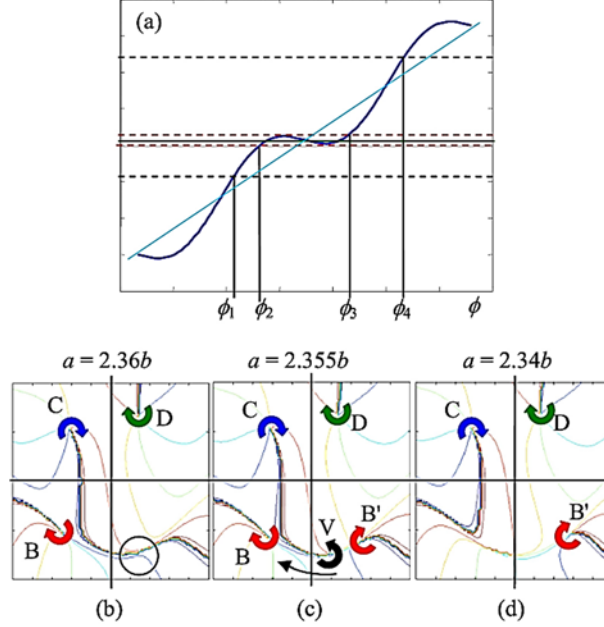 (a)
ϕ1 ϕ2 ϕ3 ϕ4 ϕ
a = 2.36b a = 2.355b a = 2.34b
C D C D C D
B B V B' B'
(b) (c) (d)